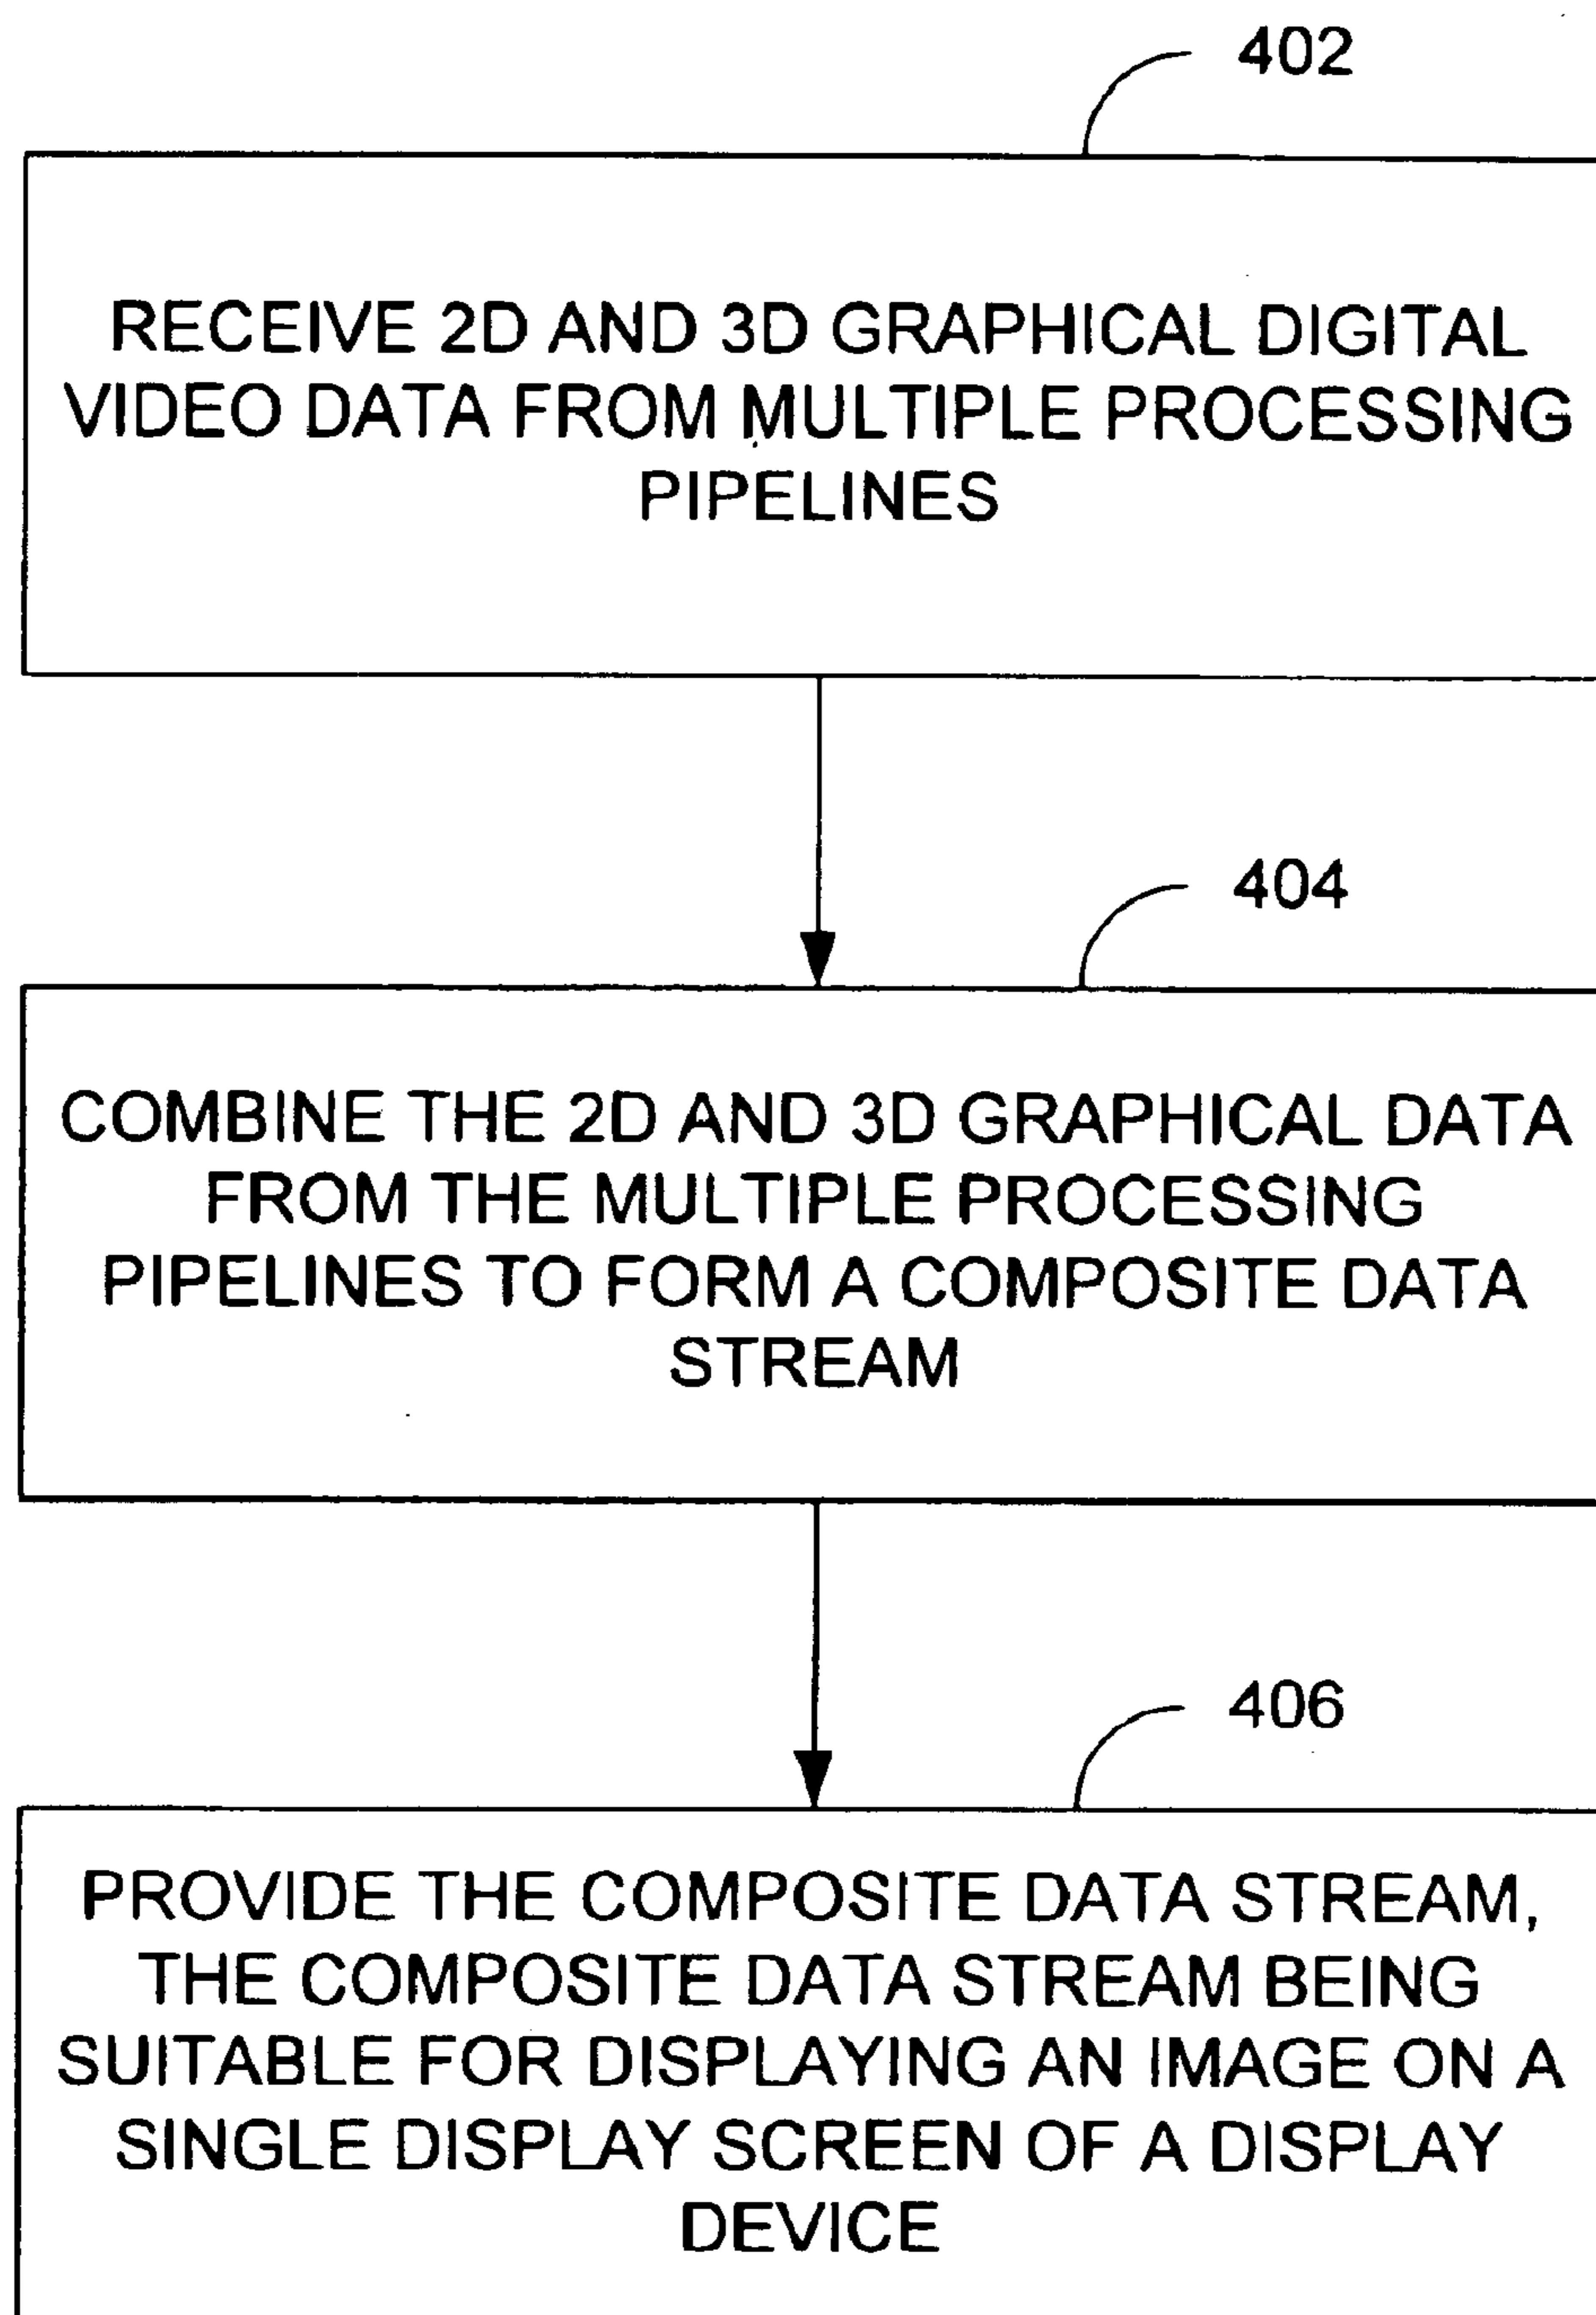 402
RECEIVE 2D AND 3D GRAPHICAL DIGITAL
VIDEO DATA FROM MULTIPLE PROCESSING
PIPELINES
404
COMBINE THE 2D AND 3D GRAPHICAL DATA
FROM THE MULTIPLE PROCESSING
PIPELINES TO FORM A COMPOSITE DATA
STREAM
406
PROVIDE THE COMPOSITE DATA STREAM,
THE COMPOSITE DATA STREAM BEING
SUITABLE FOR DISPLAYING AN IMAGE ON A
SINGLE DISPLAY SCREEN OF A DISPLAY
DEVICE